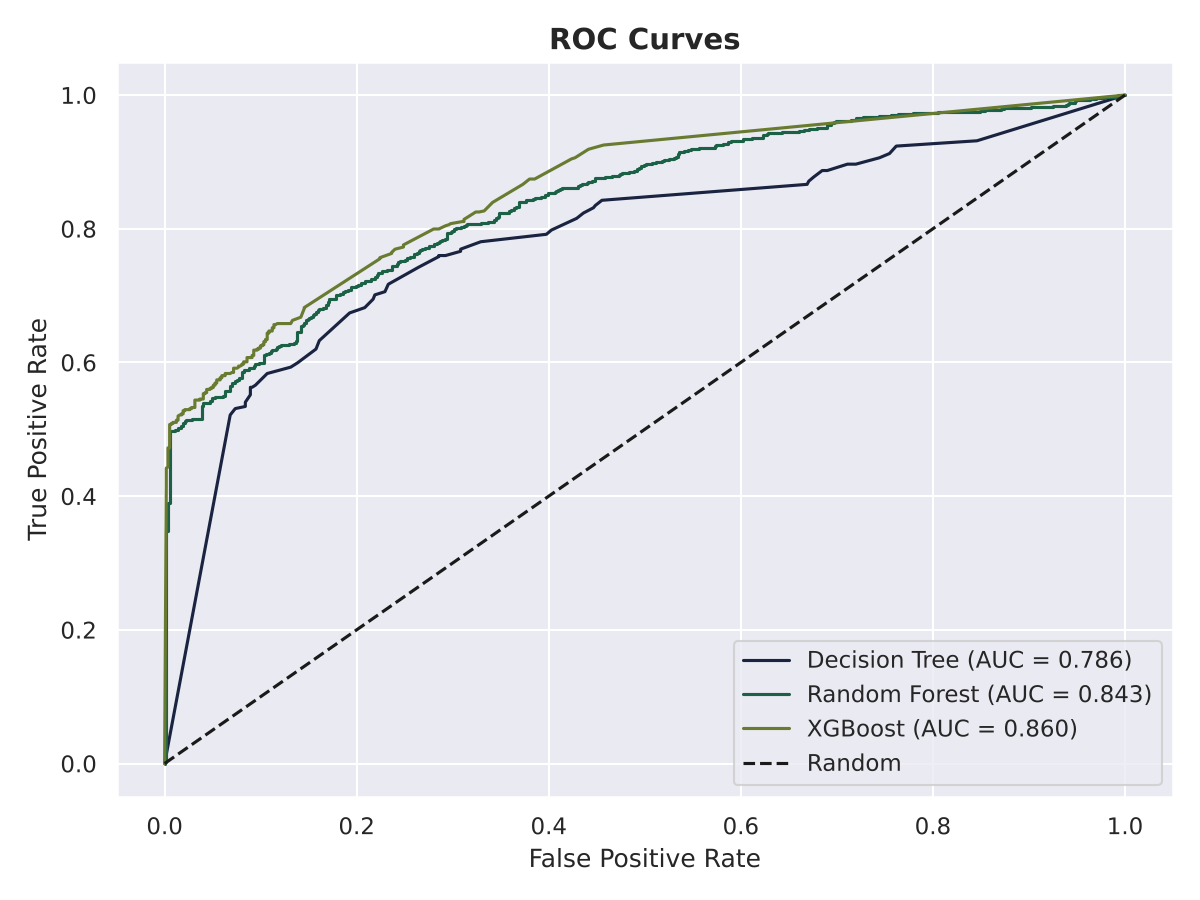 ROC Curves
True Positive Rate
1.0
0.8
0.6
0.4
0.2
0.0
Decision Tree (AUC = 0.786)
Random Forest (AUC = 0.843)
XGBoost (AUC = 0.860)
Random
0.0 0.2 0.4 0.6 0.8 1.0
False Positive Rate